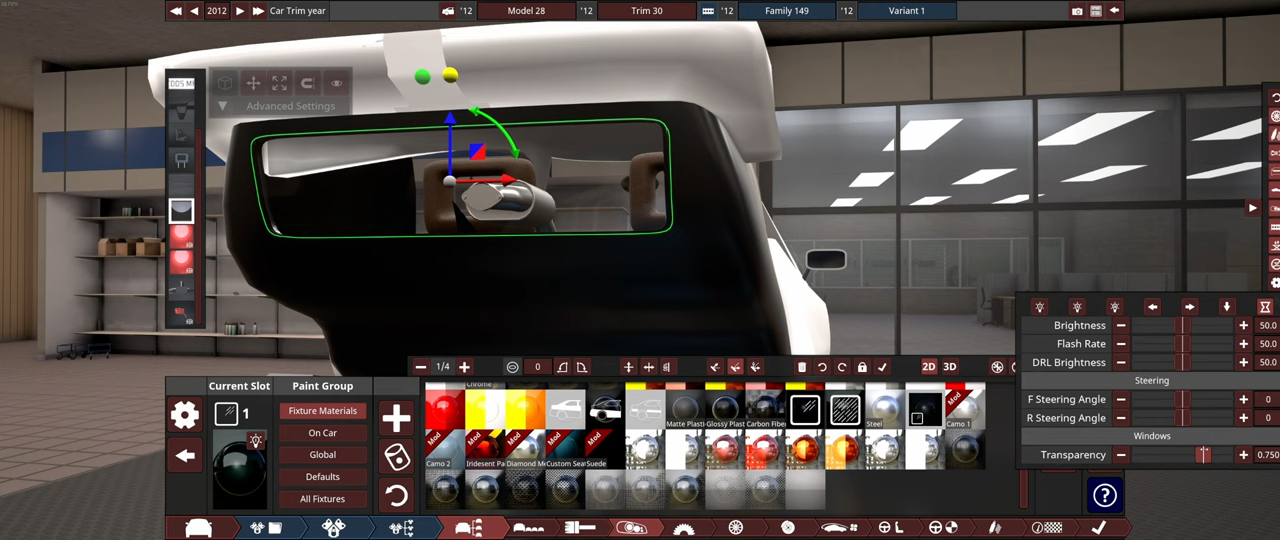 2012 Car Trim year '12 Model 28 '12 Trim 30 '12 Family 149 '12 Variant 1
Advanced Settings
Brightness 50.0
Flash Rate 50.0
DRL Brightness 50.0
Steering
F Steering Angle 0
R Steering Angle 0
Windows
Transparency 0.750
1/4 0 2D 3D
Current Slot Paint Group
1
Fixture Materials
On Car
Global
Defaults
All Fixtures
Chrome
Matte Plasti Glossy Plast Carbon Fibe Steel Mod Camo 1
Mod Mod Mod Mod Mod
Camo 2 Iridesent Pa Diamond Me Custom Sea Suede
?